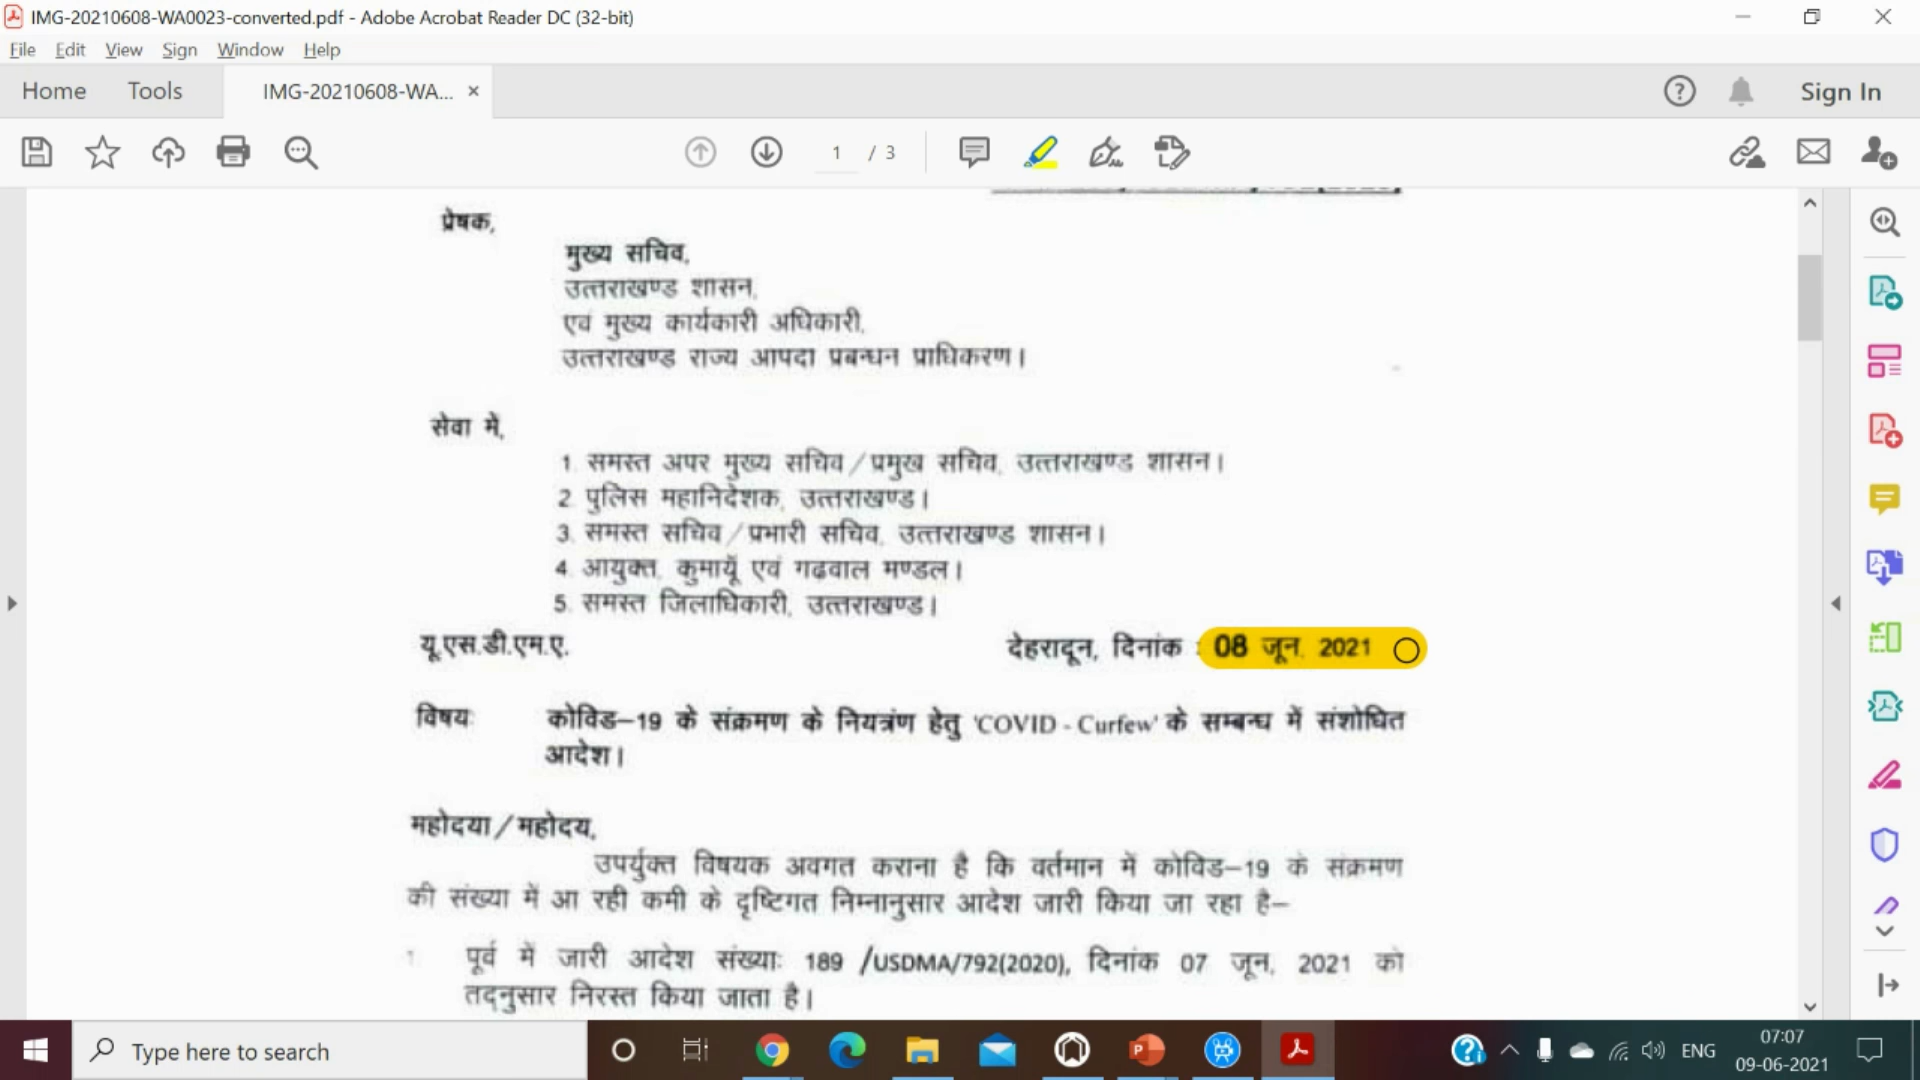 IMG-20210608-WA0023-converted.pdf - Adobe Acrobat Reader DC (32-bit)
File Edit View Sign Window Help
Home Tools IMG-20210608-WA... × Sign In
1 / 3
प्रेषक,
मुख्य सचिव,
उत्तराखण्ड शासन,
एवं मुख्य कार्यकारी अधिकारी,
उत्तराखण्ड राज्य आपदा प्रबन्धन प्राधिकरण।
सेवा में,
1. समस्त अपर मुख्य सचिव/प्रमुख सचिव, उत्तराखण्ड शासन।
2. पुलिस महानिदेशक, उत्तराखण्ड।
3. समस्त सचिव/प्रभारी सचिव, उत्तराखण्ड शासन।
4. आयुक्त, कुमायूँ एवं गढवाल मण्डल।
5. समस्त जिलाधिकारी, उत्तराखण्ड।
यू.एस.डी.एम.ए. देहरादून, दिनांक : 08 जून, 2021
विषयः कोविड–19 के संक्रमण के नियत्रंण हेतु 'COVID - Curfew' के सम्बन्ध में संशोधित
आदेश।
महोदया/महोदय,
उपर्युक्त विषयक अवगत कराना है कि वर्तमान में कोविड–19 के संक्रमण
की संख्या में आ रही कमी के दृष्टिगत निम्नानुसार आदेश जारी किया जा रहा है–
1 पूर्व में जारी आदेश संख्याः 189 /USDMA/792(2020), दिनांक 07 जून, 2021 को
तद्नुसार निरस्त किया जाता है।
Type here to search ENG 07:07
09-06-2021